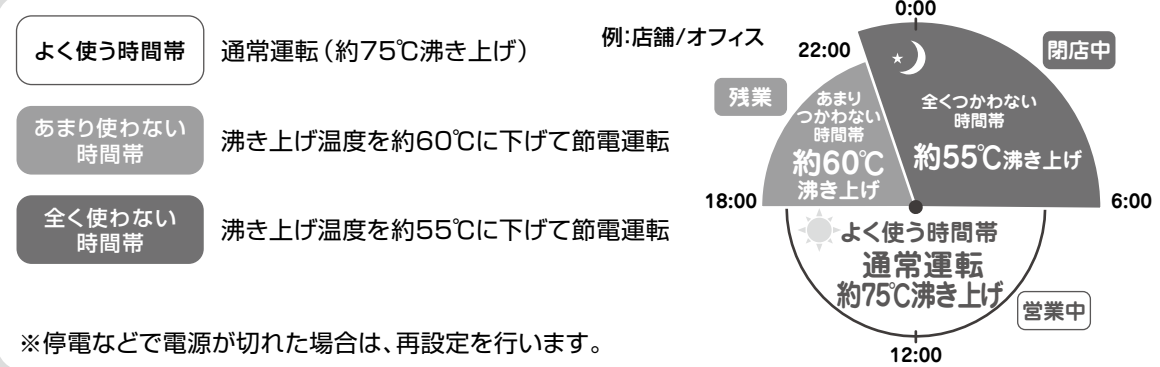 よく使う時間帯
通常運転（約75℃沸き上げ）
あまり使わない
時間帯
沸き上げ温度を約60℃に下げて節電運転
全く使わない
時間帯
沸き上げ温度を約55℃に下げて節電運転
※停電などで電源が切れた場合は、再設定を行います。
例:店舗/オフィス
0:00
22:00
閉店中
残業
あまり
つかわない
時間帯
約60℃
沸き上げ
全くつかわない
時間帯
約55℃沸き上げ
18:00
6:00
よく使う時間帯
通常運転
約75℃沸き上げ
営業中
12:00